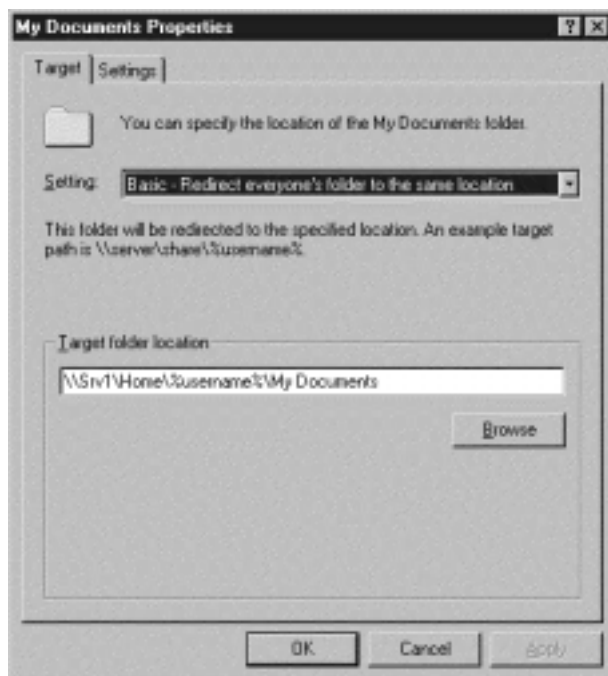 My Documents Properties
Target
Settings
You can specify the location of the My Documents folder.
Setting:
Basic - Redirect everyone's folder to the same location
This folder will be redirected to the specified location. An example target
path is \\server\share\%username%.
Target folder location
\\Srv1\Home\%username%\My Documents
Browse
OK
Cancel
Apply